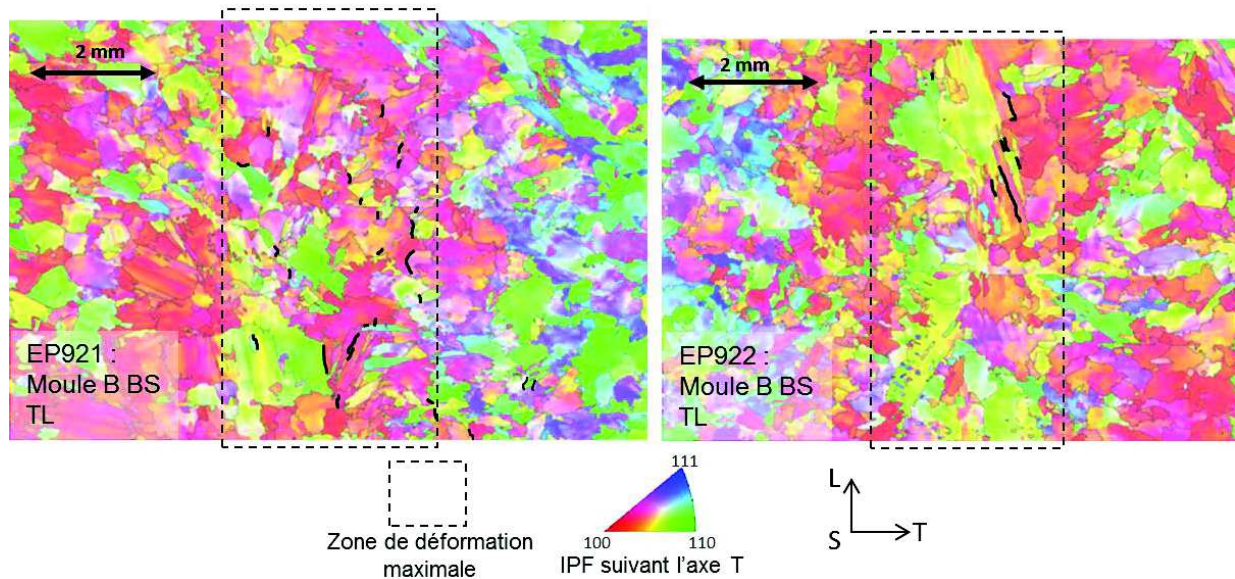 2 mm
2 mm
EP921 :
Moule B BS
TL
EP922 :
Moule B BS
TL
Zone de déformation
maximale
111
100
110
IPF suivant l'axe T
L
S
T